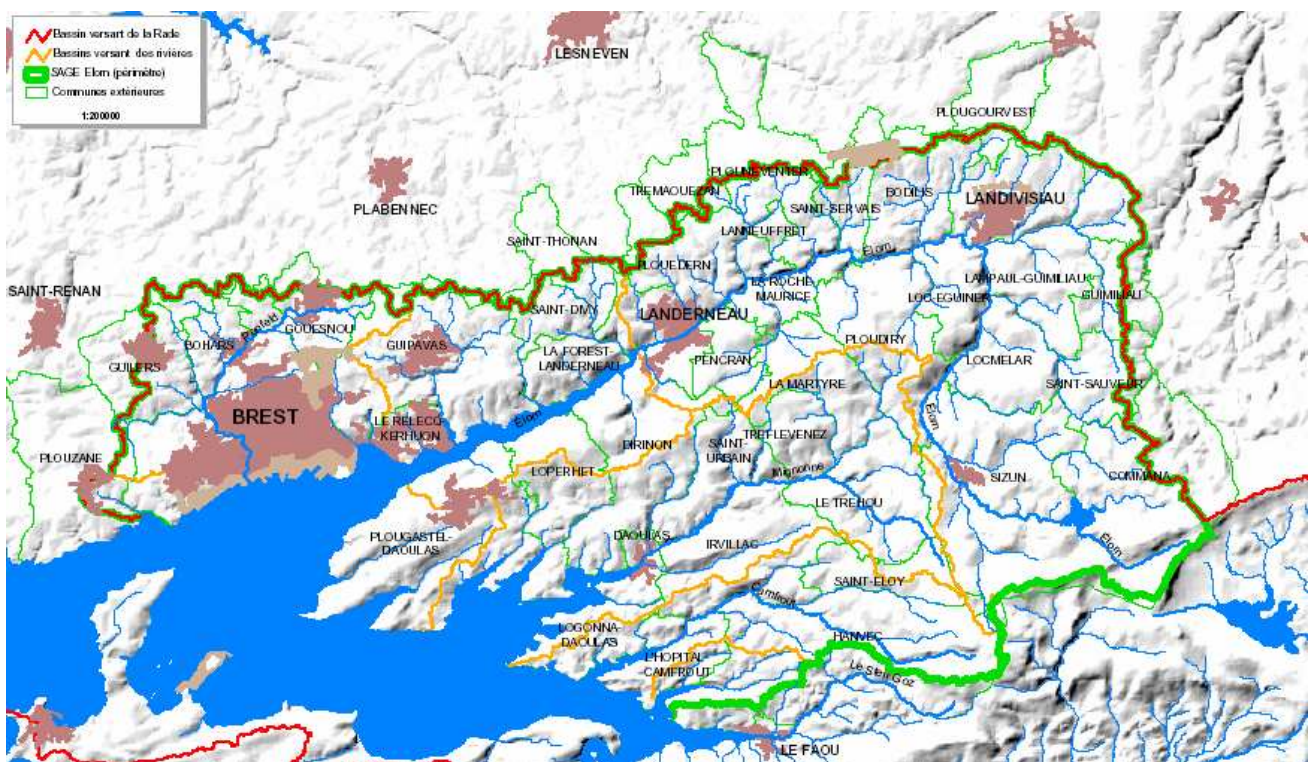 Bassin versant de la Rade
Bassins versant des rivières
SAGE Elorn (périmètre)
Communes extérieures
1:200000
LESNEVEN
PLOUGOURVEST
PLABENNEC
PLOUNEVENTER
TREMAOUEZAN
BODILIS
LANDIVISIAU
SAINT-SERVAIS
LANNEUFFRET
SAINT-THONAN
Elorn
PLOUEDERN
LA ROCHE
MAURICE
LAMPAUL-GUIMILIAU
GUIMILIAU
LOC-EGUINER
SAINT-RENAN
SAINT-DIVY
LANDERNEAU
Penfeld
GOUESNOU
BOHARS
GUIPAVAS
GUILERS
LA FOREST-
LANDERNEAU
PENCRAN
PLOUDIRY
LOCMELAR
LA MARTYRE
SAINT-SAUVEUR
BREST
LE RELECQ-
KERHUON
Elorn
Elorn
DIRINON
SAINT-
URBAIN
TREFLEVENEZ
PLOUZANE
LOPERHET
Mignonne
SIZUN
COMMANA
LE TREHOU
PLOUGASTEL-
DAOULAS
DAOULAS
IRVILLAC
Elorn
SAINT-ELOY
Camfrout
LOGONNA-
DAOULAS
HANVEC
L'HOPITAL-
CAMFROUT
Le Steir Goz
LE FAOU